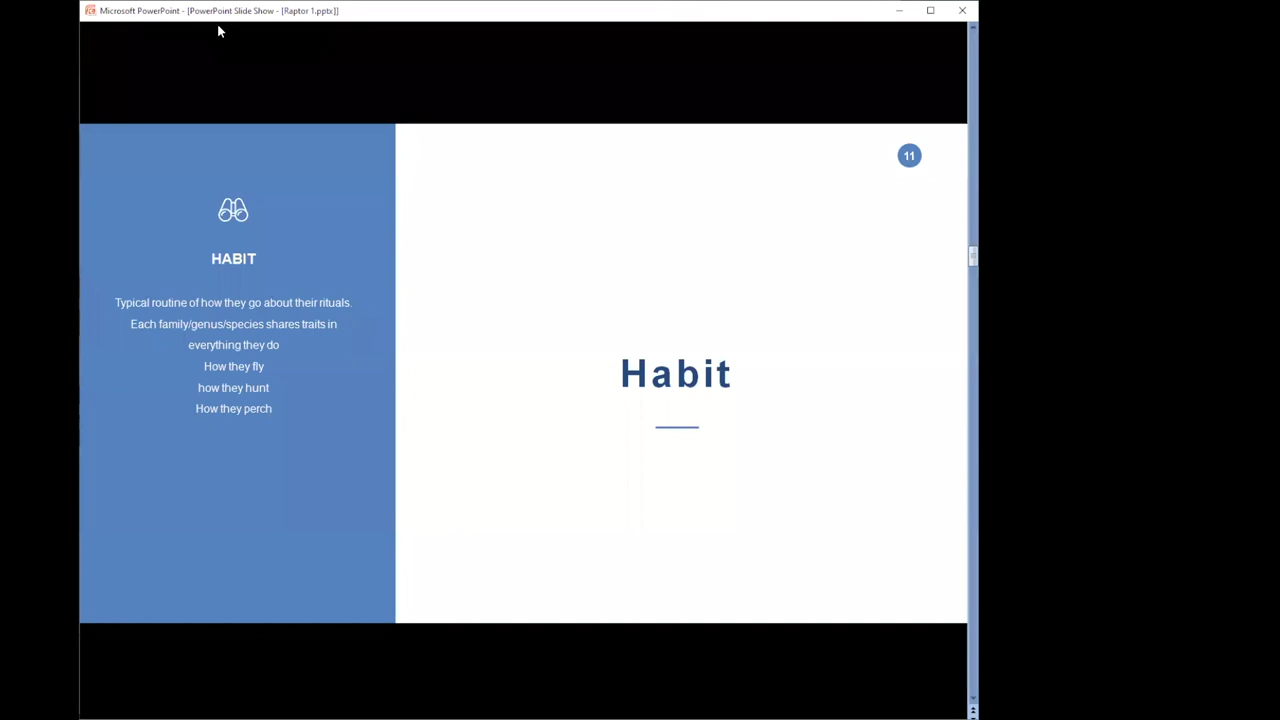 Microsoft PowerPoint - [PowerPoint Slide Show - [Raptor 1.pptx]]
11
HABIT
Typical routine of how they go about their rituals.
Each family/genus/species shares traits in
everything they do
How they fly
how they hunt
How they perch
Habit